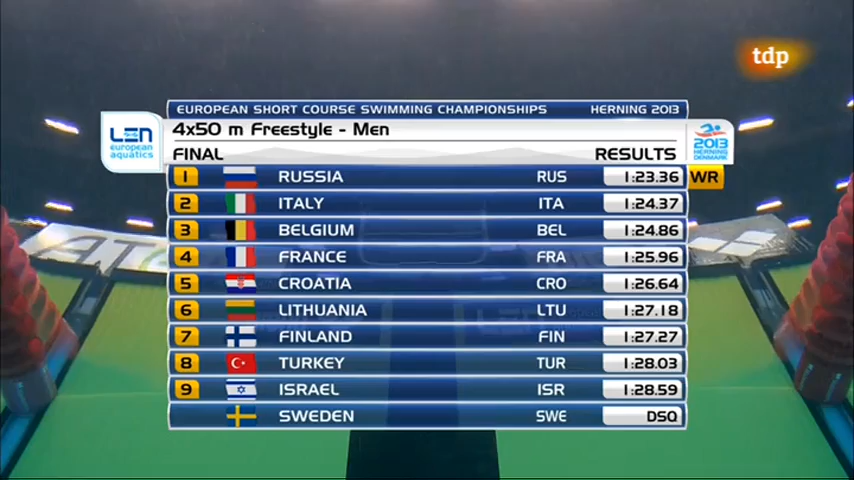 tdp
EUROPEAN SHORT COURSE SWIMMING CHAMPIONSHIPS HERNING 2013
LEN
european
aquatics
4x50 m Freestyle - Men
2013
HERNING
DENMARK
FINAL RESULTS
1 RUSSIA RUS 1:23.36 WR
2 ITALY ITA 1:24.37
3 BELGIUM BEL 1:24.86
4 FRANCE FRA 1:25.96
5 CROATIA CRO 1:26.64
6 LITHUANIA LTU 1:27.18
7 FINLAND FIN 1:27.27
8 TURKEY TUR 1:28.03
9 ISRAEL ISR 1:28.59
SWEDEN SWE DSQ